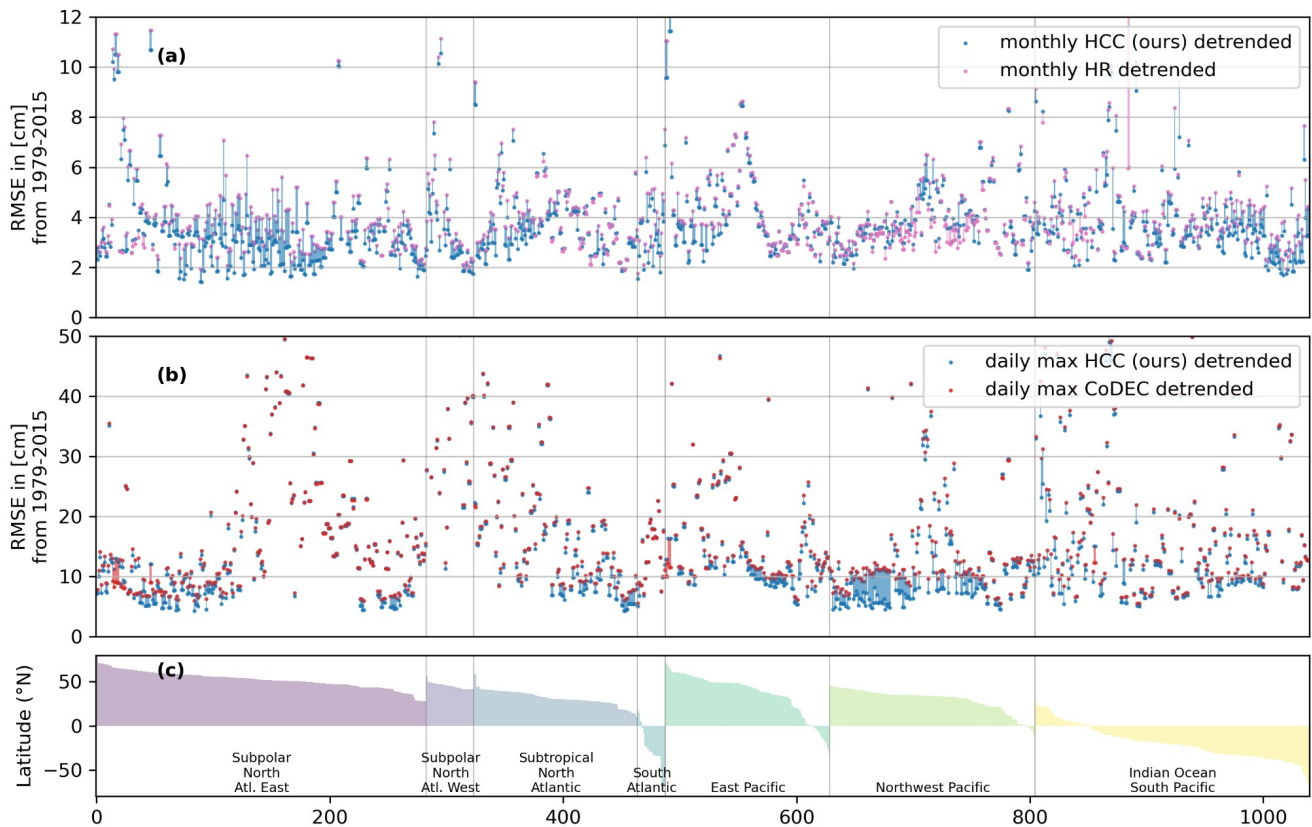 12
10
8
6
4
2
0
RMSE in [cm]
from 1979-2015
(a)
monthly HCC (ours) detrended
monthly HR detrended
50
40
30
20
10
0
RMSE in [cm]
from 1979-2015
(b)
daily max HCC (ours) detrended
daily max CoDEC detrended
50
0
−50
Latitude (°N)
(c)
Subpolar
North
Atl. East
Subpolar
North
Atl. West
Subtropical
North
Atlantic
South
Atlantic
East Pacific
Northwest Pacific
Indian Ocean
South Pacific
0 200 400 600 800 1000